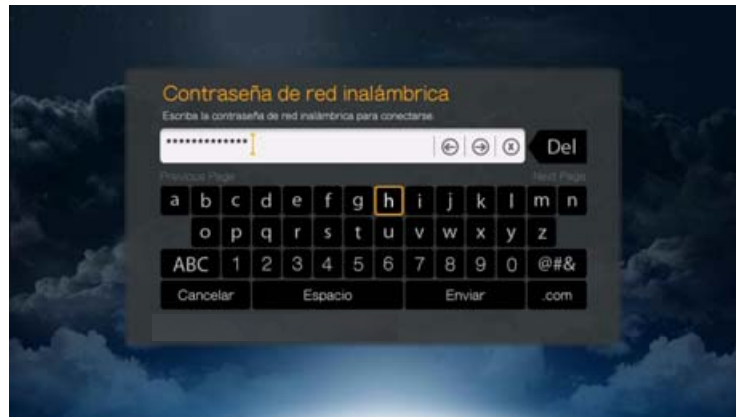 Contraseña de red inalámbrica
Escriba la contraseña de red inalámbrica para conectarse.
************* Del
Previous Page Next Page
a b c d e f g h i j k l m n
o p q r s t u v w x y z
ABC 1 2 3 4 5 6 7 8 9 0 @#&
Cancelar Espacio Enviar .com